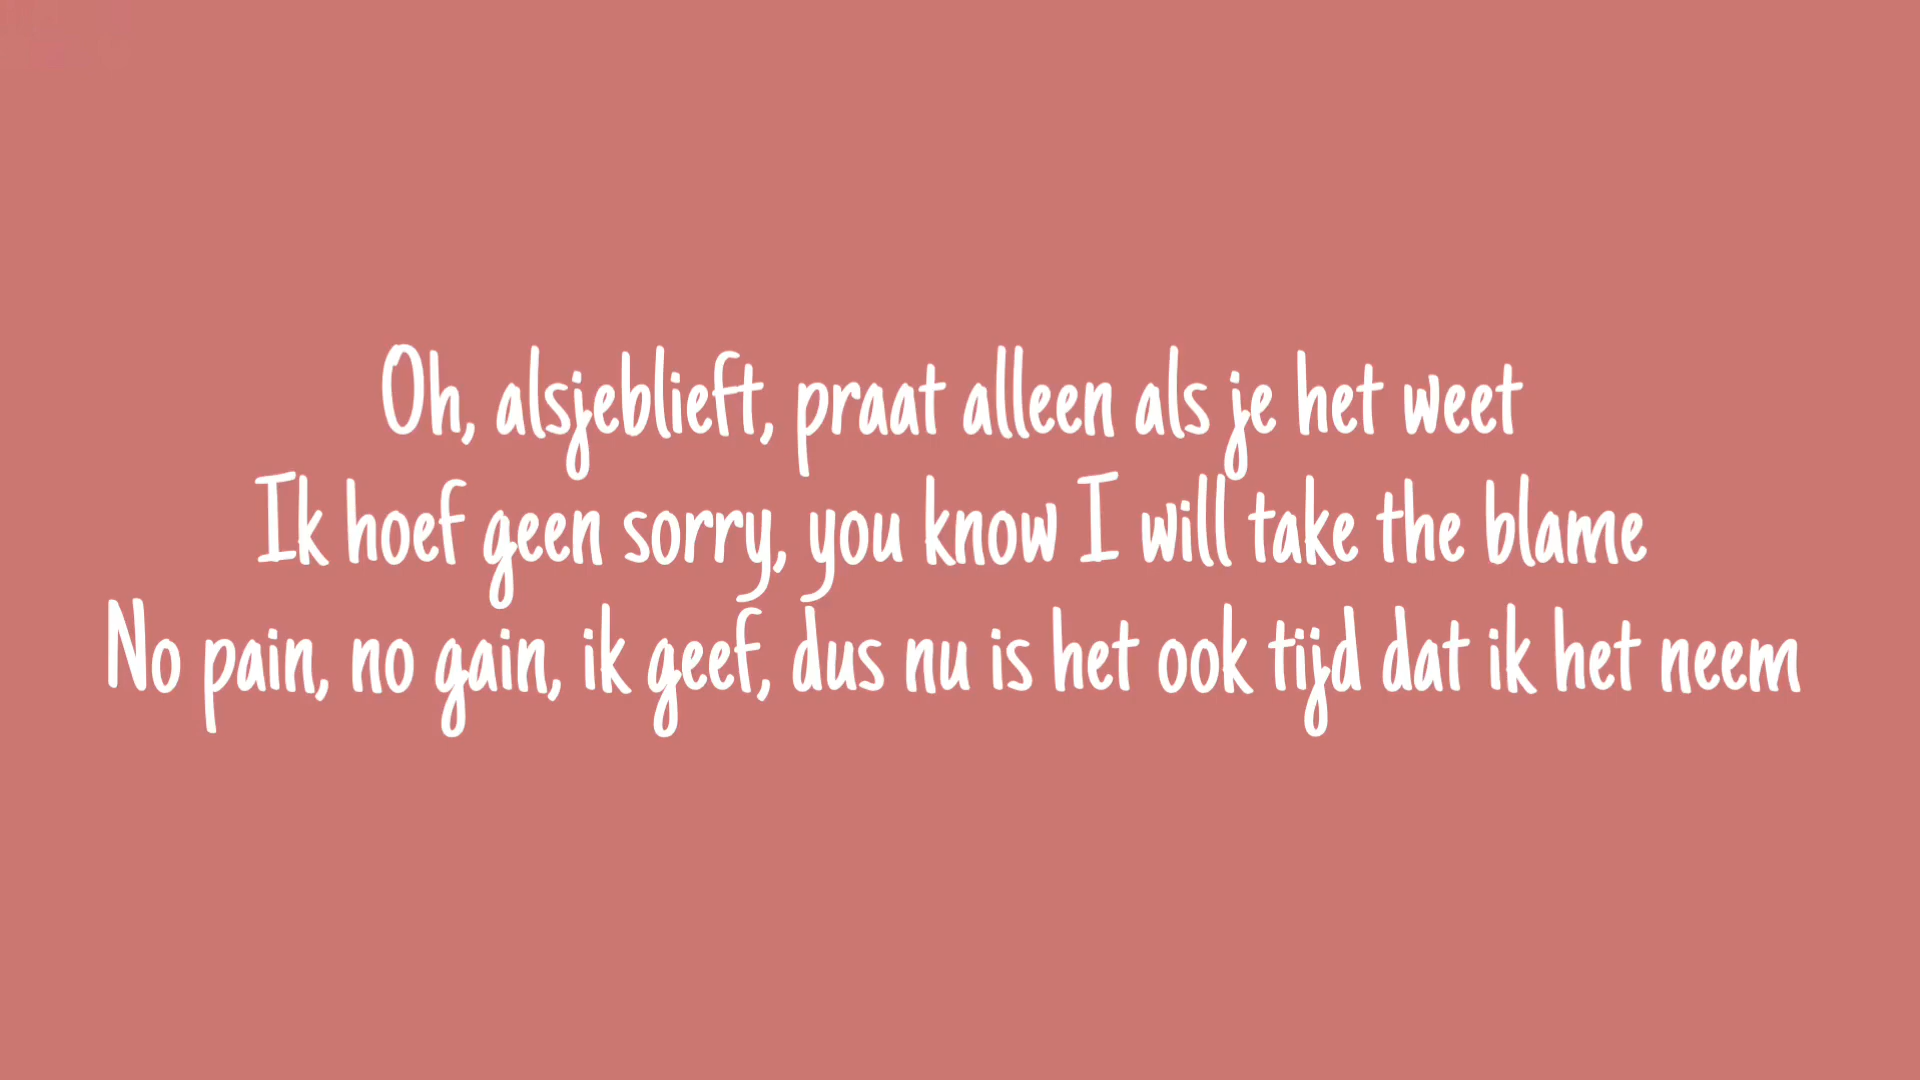 Oh, alsjeblieft, praat alleen als je het weet
Ik hoef geen sorry, you know I will take the blame
No pain, no gain, ik geef, dus nu is het ook tijd dat ik het neem